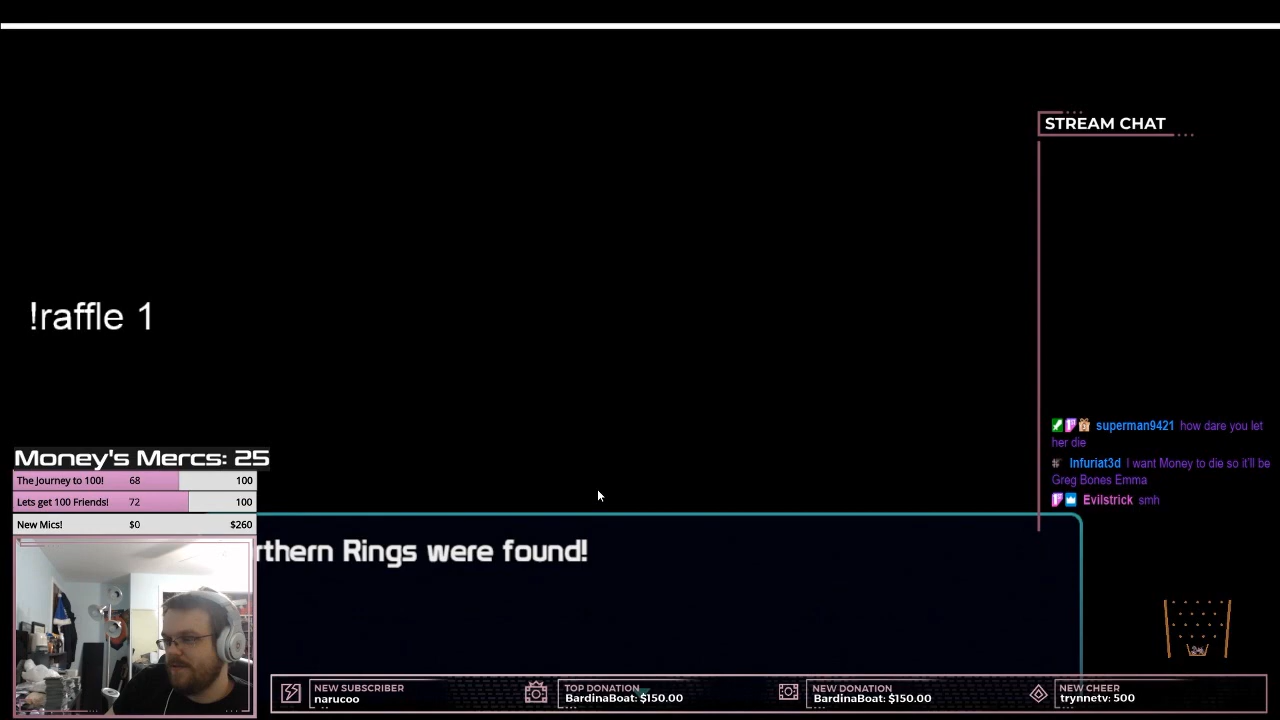 STREAM CHAT
!raffle 1
superman9421 how dare you let
her die
Infuriat3d I want Money to die so it'll be
Greg Bones Emma
Evilstrick smh
Money's Mercs: 25
The Journey to 100! 68 100
Lets get 100 Friends! 72 100
New Mics! $0 $260
rthern Rings were found!
NEW SUBSCRIBER
narucoo
TOP DONATION
BardinaBoat: $150.00
NEW DONATION
BardinaBoat: $150.00
NEW CHEER
trynnetv: 500